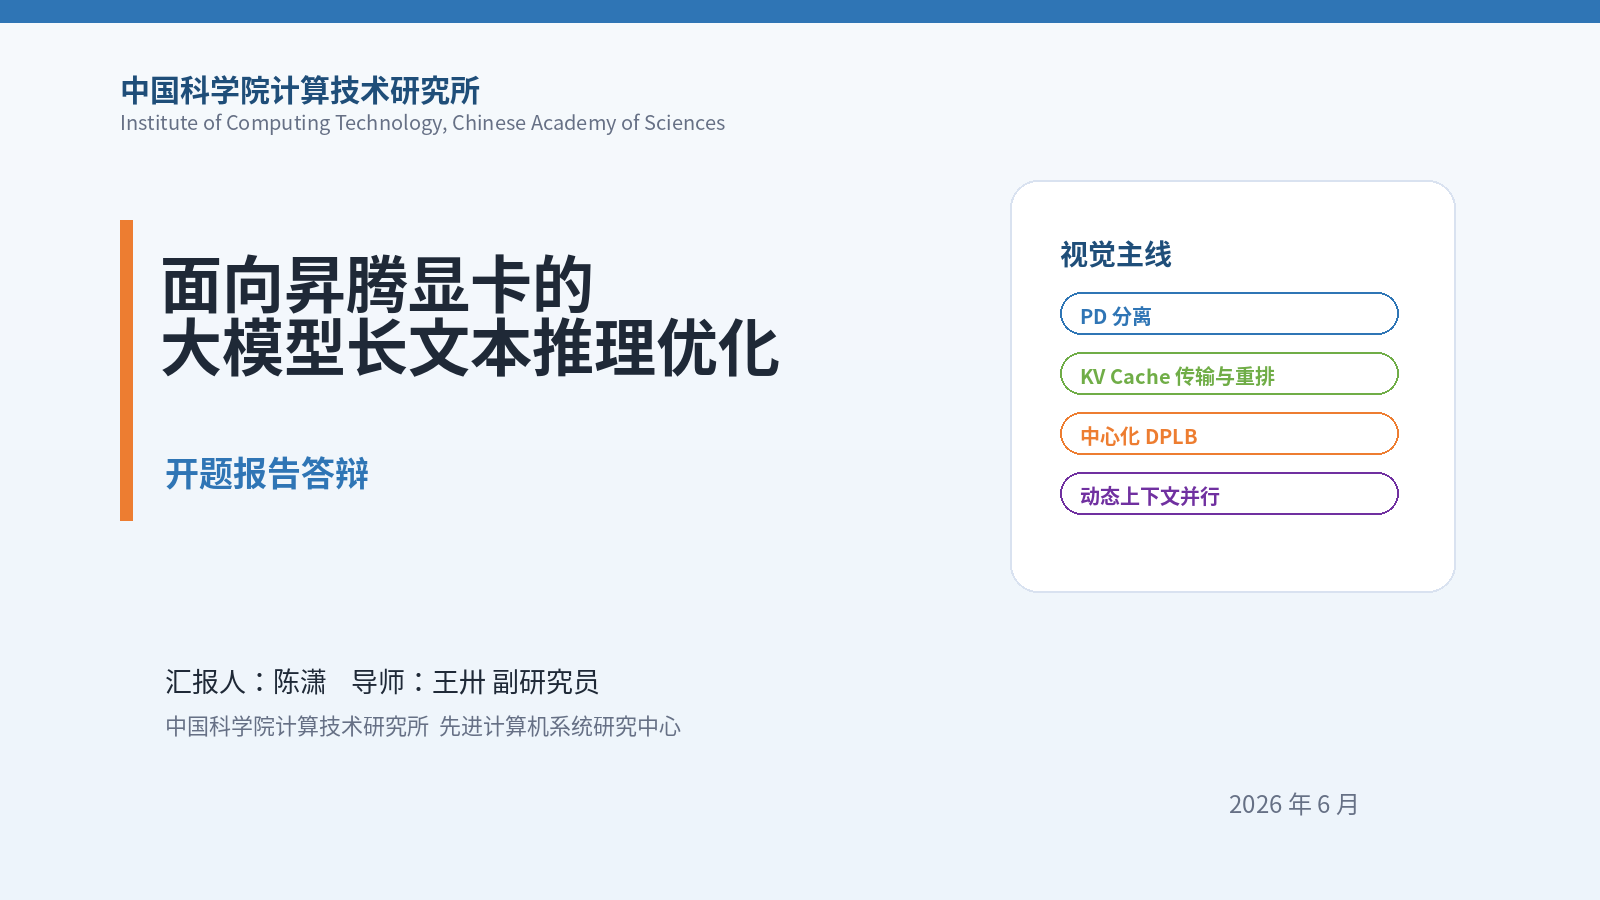 中国科学院计算技术研究所
Institute of Computing Technology, Chinese Academy of Sciences
面向昇腾显卡的
大模型长文本推理优化
开题报告答辩
视觉主线
PD 分离
KV Cache 传输与重排
中心化 DPLB
动态上下文并行
汇报人：陈潇 导师：王卅 副研究员
中国科学院计算技术研究所 先进计算机系统研究中心
2026 年 6 月